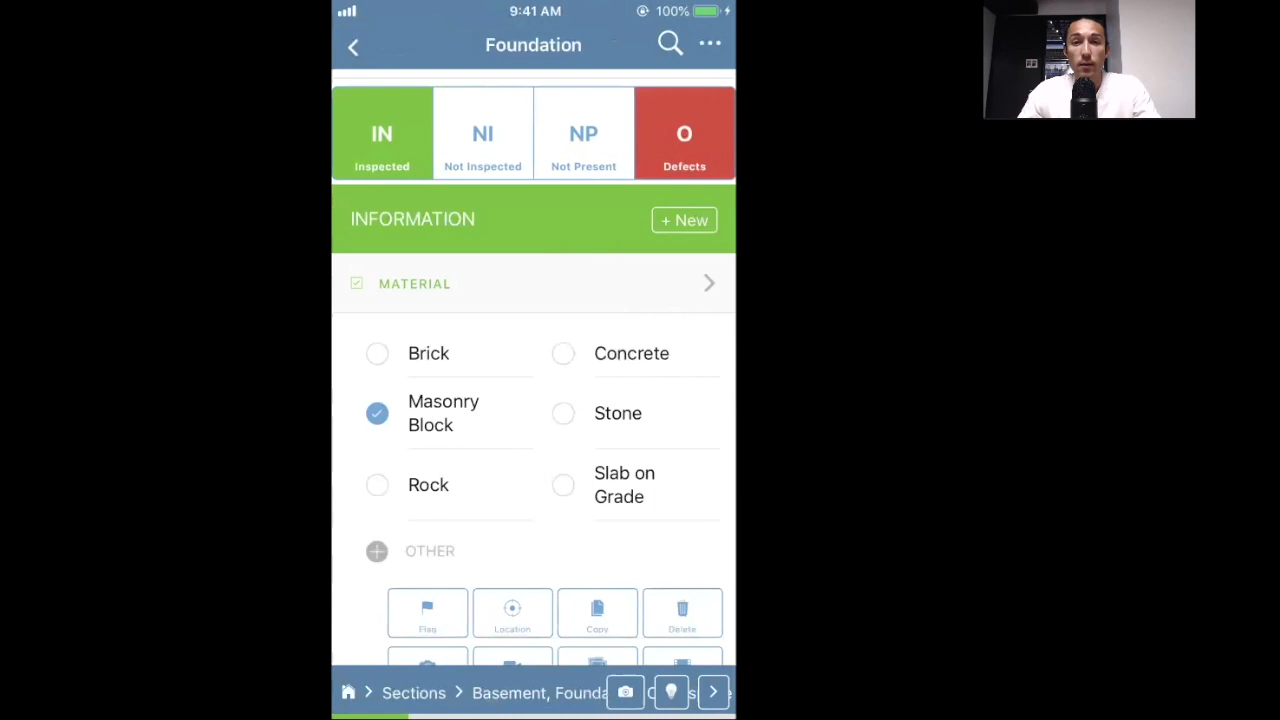 9:41 AM
100%
Foundation
IN
NI
NP
O
Inspected
Not Inspected
Not Present
Defects
INFORMATION
+ New
MATERIAL
Brick
Concrete
Masonry
Block
Stone
Rock
Slab on
Grade
OTHER
Flag
Location
Copy
Delete
Sections
Basement, Founda